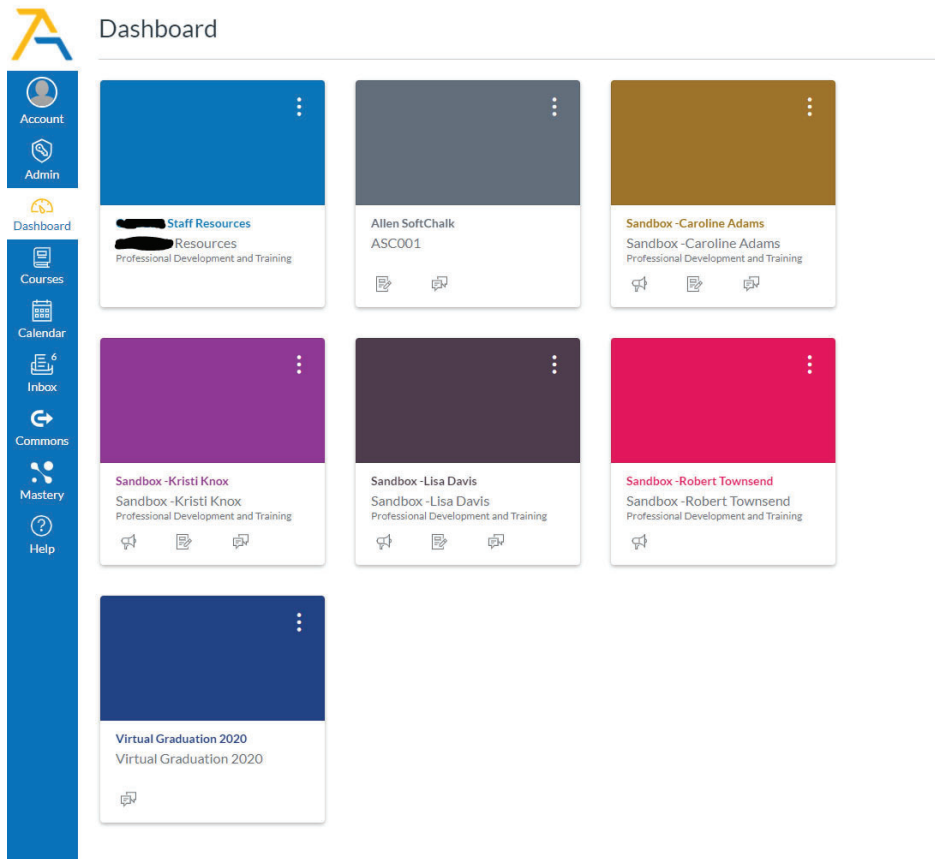 Dashboard
Account
Admin
Dashboard
Courses
Calendar
6
Inbox
Commons
Mastery
Help
Staff Resources
Resources
Professional Development and Training
Allen SoftChalk
ASC001
Sandbox -Caroline Adams
Sandbox -Caroline Adams
Professional Development and Training
Sandbox -Kristi Knox
Sandbox -Kristi Knox
Professional Development and Training
Sandbox -Lisa Davis
Sandbox -Lisa Davis
Professional Development and Training
Sandbox -Robert Townsend
Sandbox -Robert Townsend
Professional Development and Training
Virtual Graduation 2020
Virtual Graduation 2020